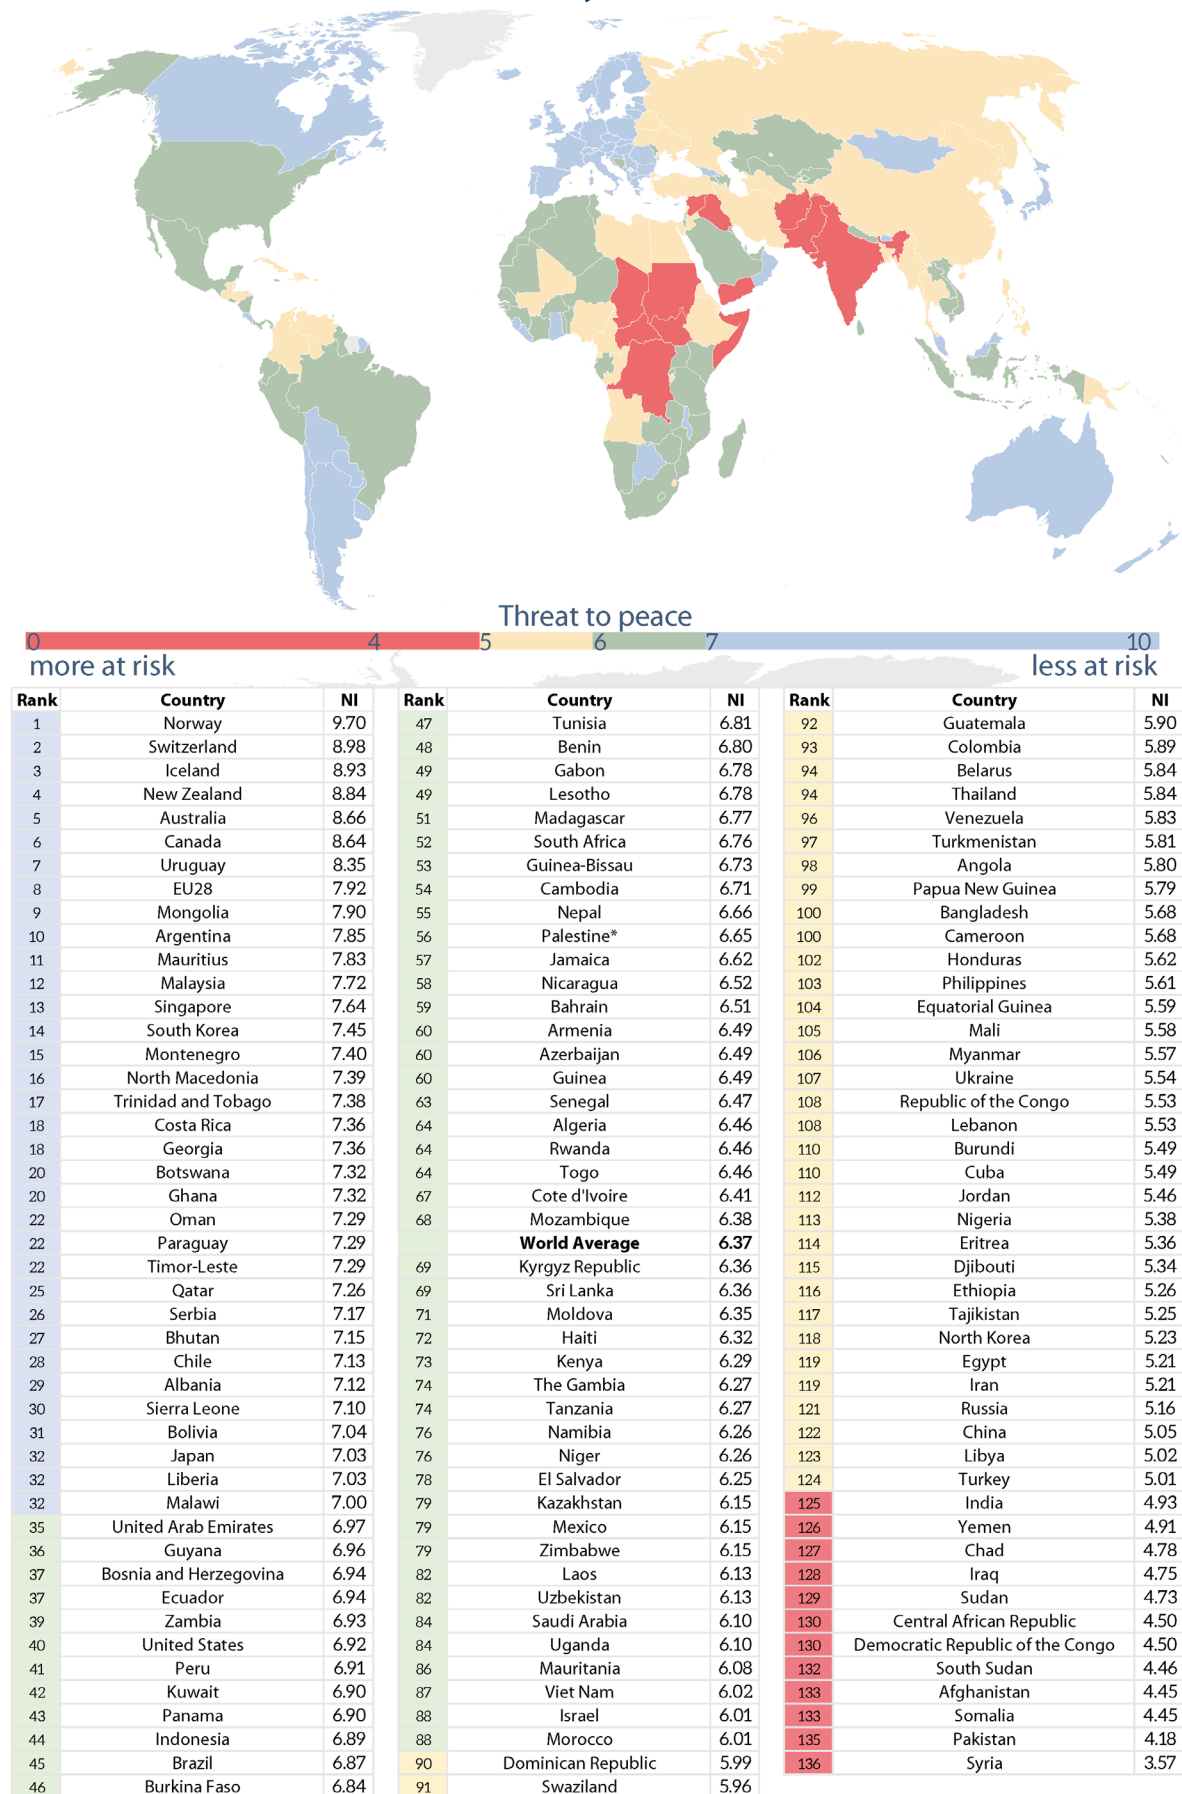 Threat to peace
0 4 5 6 7 10
more at risk less at risk
Rank Country NI
1 Norway 9.70
2 Switzerland 8.98
3 Iceland 8.93
4 New Zealand 8.84
5 Australia 8.66
6 Canada 8.64
7 Uruguay 8.35
8 EU28 7.92
9 Mongolia 7.90
10 Argentina 7.85
11 Mauritius 7.83
12 Malaysia 7.72
13 Singapore 7.64
14 South Korea 7.45
15 Montenegro 7.40
16 North Macedonia 7.39
17 Trinidad and Tobago 7.38
18 Costa Rica 7.36
18 Georgia 7.36
20 Botswana 7.32
20 Ghana 7.32
22 Oman 7.29
22 Paraguay 7.29
22 Timor-Leste 7.29
25 Qatar 7.26
26 Serbia 7.17
27 Bhutan 7.15
28 Chile 7.13
29 Albania 7.12
30 Sierra Leone 7.10
31 Bolivia 7.04
32 Japan 7.03
32 Liberia 7.03
32 Malawi 7.00
35 United Arab Emirates 6.97
36 Guyana 6.96
37 Bosnia and Herzegovina 6.94
37 Ecuador 6.94
39 Zambia 6.93
40 United States 6.92
41 Peru 6.91
42 Kuwait 6.90
43 Panama 6.90
44 Indonesia 6.89
45 Brazil 6.87
46 Burkina Faso 6.84
Rank Country NI
47 Tunisia 6.81
48 Benin 6.80
49 Gabon 6.78
49 Lesotho 6.78
51 Madagascar 6.77
52 South Africa 6.76
53 Guinea-Bissau 6.73
54 Cambodia 6.71
55 Nepal 6.66
56 Palestine* 6.65
57 Jamaica 6.62
58 Nicaragua 6.52
59 Bahrain 6.51
60 Armenia 6.49
60 Azerbaijan 6.49
60 Guinea 6.49
63 Senegal 6.47
64 Algeria 6.46
64 Rwanda 6.46
64 Togo 6.46
67 Cote d'Ivoire 6.41
68 Mozambique 6.38
World Average 6.37
69 Kyrgyz Republic 6.36
69 Sri Lanka 6.36
71 Moldova 6.35
72 Haiti 6.32
73 Kenya 6.29
74 The Gambia 6.27
74 Tanzania 6.27
76 Namibia 6.26
76 Niger 6.26
78 El Salvador 6.25
79 Kazakhstan 6.15
79 Mexico 6.15
79 Zimbabwe 6.15
82 Laos 6.13
82 Uzbekistan 6.13
84 Saudi Arabia 6.10
84 Uganda 6.10
86 Mauritania 6.08
87 Viet Nam 6.02
88 Israel 6.01
88 Morocco 6.01
90 Dominican Republic 5.99
91 Swaziland 5.96
Rank Country NI
92 Guatemala 5.90
93 Colombia 5.89
94 Belarus 5.84
94 Thailand 5.84
96 Venezuela 5.83
97 Turkmenistan 5.81
98 Angola 5.80
99 Papua New Guinea 5.79
100 Bangladesh 5.68
100 Cameroon 5.68
102 Honduras 5.62
103 Philippines 5.61
104 Equatorial Guinea 5.59
105 Mali 5.58
106 Myanmar 5.57
107 Ukraine 5.54
108 Republic of the Congo 5.53
108 Lebanon 5.53
110 Burundi 5.49
110 Cuba 5.49
112 Jordan 5.46
113 Nigeria 5.38
114 Eritrea 5.36
115 Djibouti 5.34
116 Ethiopia 5.26
117 Tajikistan 5.25
118 North Korea 5.23
119 Egypt 5.21
119 Iran 5.21
121 Russia 5.16
122 China 5.05
123 Libya 5.02
124 Turkey 5.01
125 India 4.93
126 Yemen 4.91
127 Chad 4.78
128 Iraq 4.75
129 Sudan 4.73
130 Central African Republic 4.50
130 Democratic Republic of the Congo 4.50
132 South Sudan 4.46
133 Afghanistan 4.45
133 Somalia 4.45
135 Pakistan 4.18
136 Syria 3.57